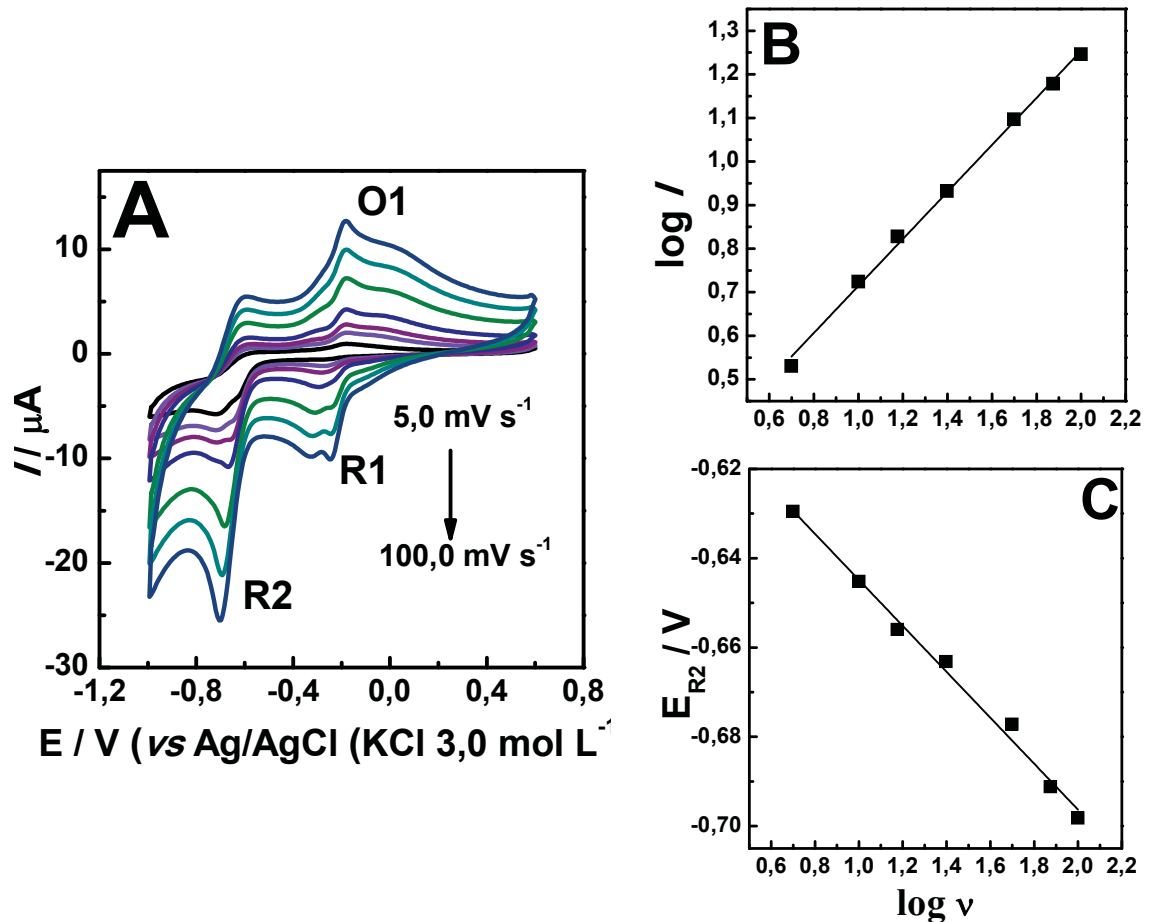 A
O1
10
0
-10
-20
-30
I / µA
5,0 mV s⁻¹
R1
100,0 mV s⁻¹
R2
-1,2 -0,8 -0,4 0,0 0,4 0,8
E / V (vs Ag/AgCl (KCl 3,0 mol L⁻¹
B
1,3
1,2
1,1
1,0
0,9
0,8
0,7
0,6
0,5
log I
0,6 0,8 1,0 1,2 1,4 1,6 1,8 2,0 2,2
C
-0,62
-0,64
-0,66
-0,68
-0,70
E_R2 / V
0,6 0,8 1,0 1,2 1,4 1,6 1,8 2,0 2,2
log ν